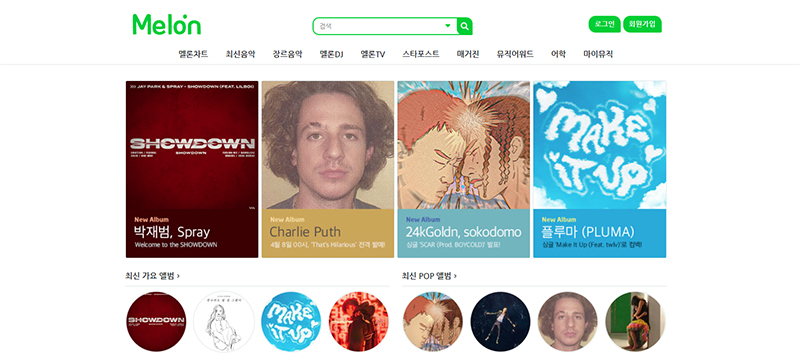 Melon
검색
로그인
회원가입
멜론차트 최신음악 장르음악 멜론DJ 멜론TV 스타포스트 매거진 뮤직어워드 어학 마이뮤직
JAY PARK & SPRAY - SHOWDOWN (FEAT. LILBOI)
SHOWDOWN
SHOWDOWN
New Album
박재범, Spray
Welcome to the SHOWDOWN
New Album
Charlie Puth
4월 8일 00시, 'That's Hilarious' 전격 발매!
New Album
24kGoldn, sokodomo
싱글 'SCAR (Prod. BOYCOLD)' 발표!
MAKE
IT UP
New Album
플루마 (PLUMA)
싱글 'Make It Up (Feat. twlv)'로 컴백!
최신 가요 앨범 >
최신 POP 앨범 >
SHOWDOWN
MAKE
IT UP